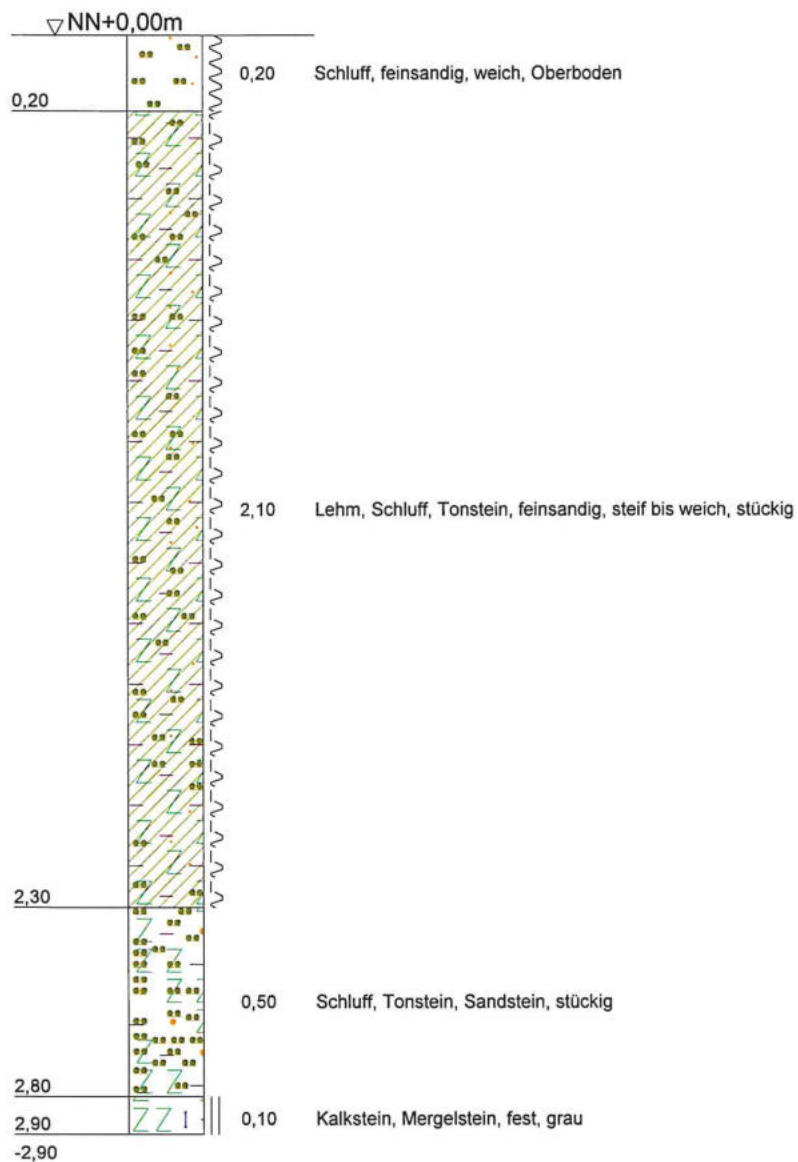 NN+0,00m
0,20 Schluff, feinsandig, weich, Oberboden
0,20
2,10 Lehm, Schluff, Tonstein, feinsandig, steif bis weich, stückig
2,30
0,50 Schluff, Tonstein, Sandstein, stückig
2,80
0,10 Kalkstein, Mergelstein, fest, grau
2,90
-2,90